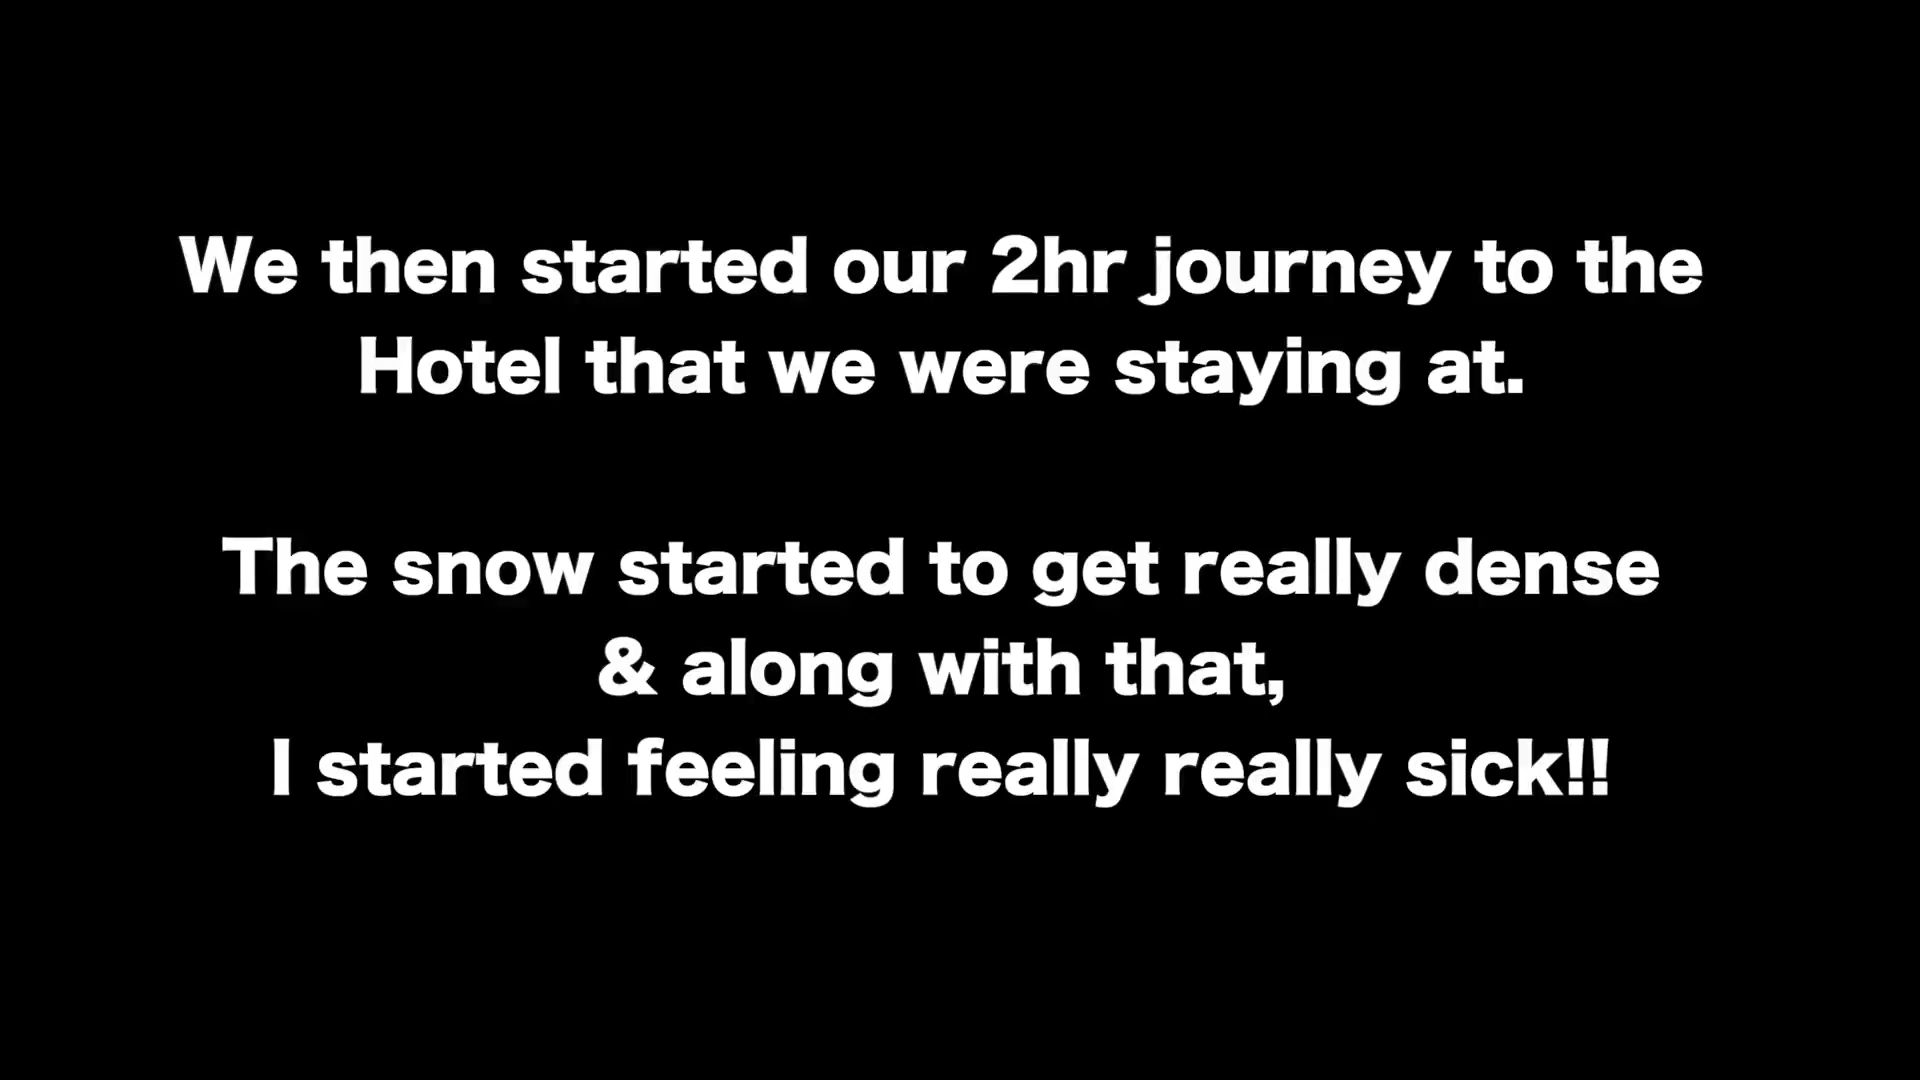 We then started our 2hr journey to the
Hotel that we were staying at.
The snow started to get really dense
& along with that,
I started feeling really really sick!!